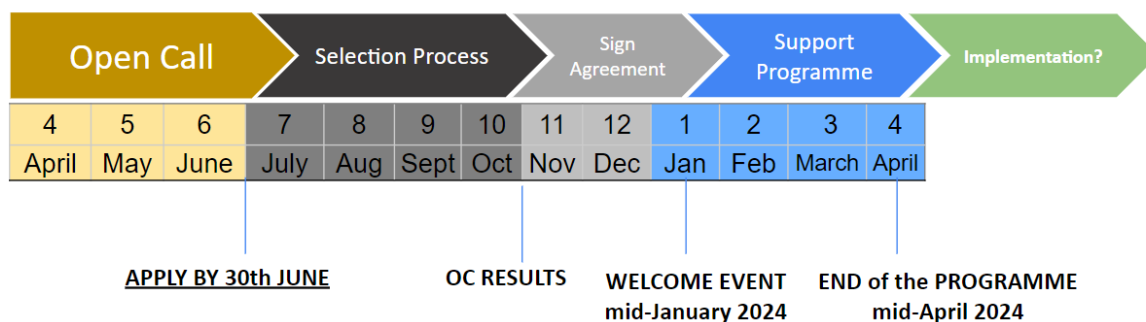 Open Call
Selection Process
Sign
Agreement
Support
Programme
Implementation?
4 5 6 7 8 9 10 11 12 1 2 3 4
April May June July Aug Sept Oct Nov Dec Jan Feb March April
APPLY BY 30th JUNE
OC RESULTS
WELCOME EVENT
mid-January 2024
END of the PROGRAMME
mid-April 2024